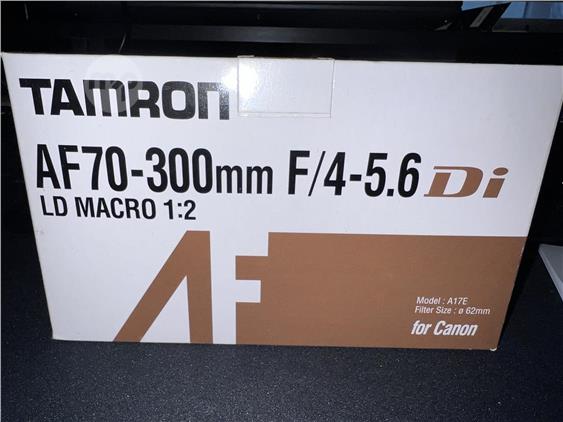 TAMRON
AF70-300mm F/4-5.6 Di
LD MACRO 1:2
AF
Model : A17E
Filter Size : ø 62mm
for Canon